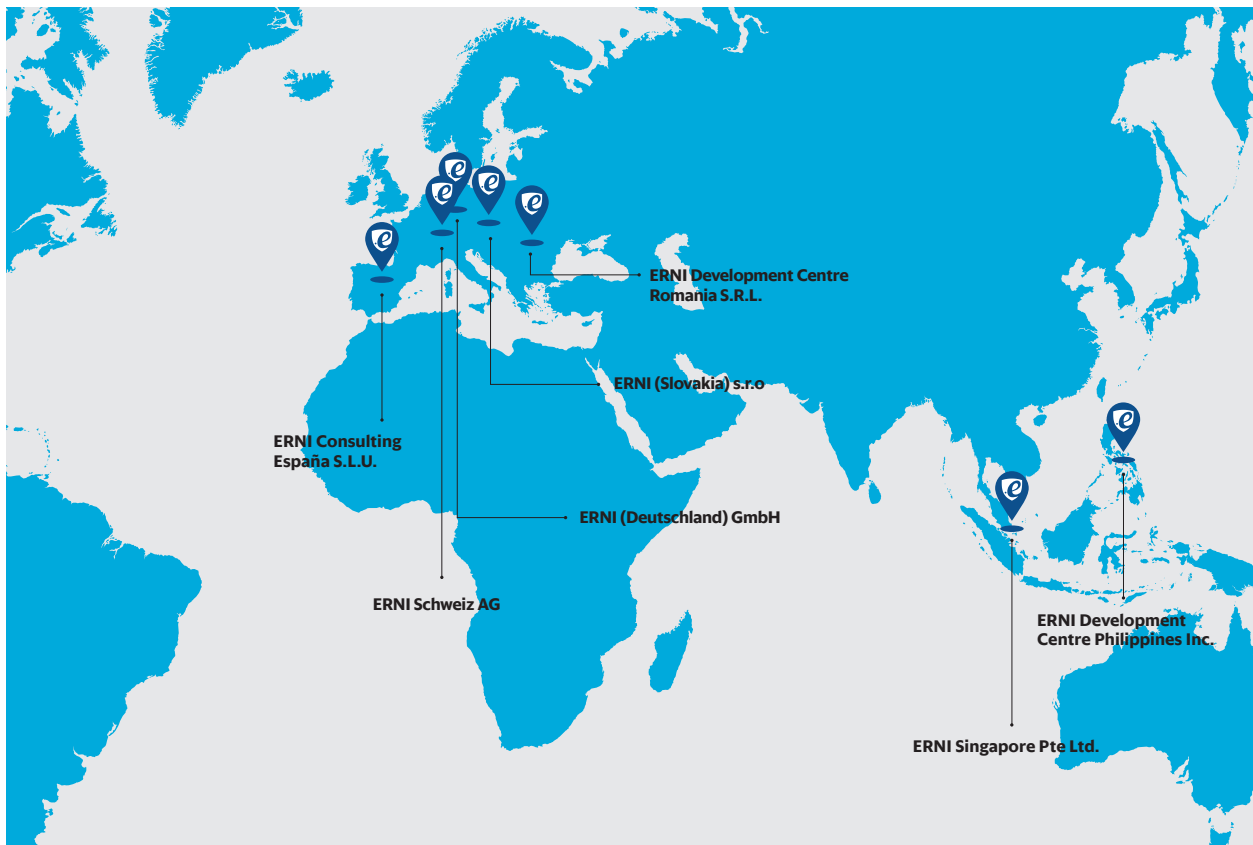 ERNI Development Centre
Romania S.R.L.
ERNI (Slovakia) s.r.o
ERNI Consulting
España S.L.U.
ERNI (Deutschland) GmbH
ERNI Schweiz AG
ERNI Development
Centre Philippines Inc.
ERNI Singapore Pte Ltd.